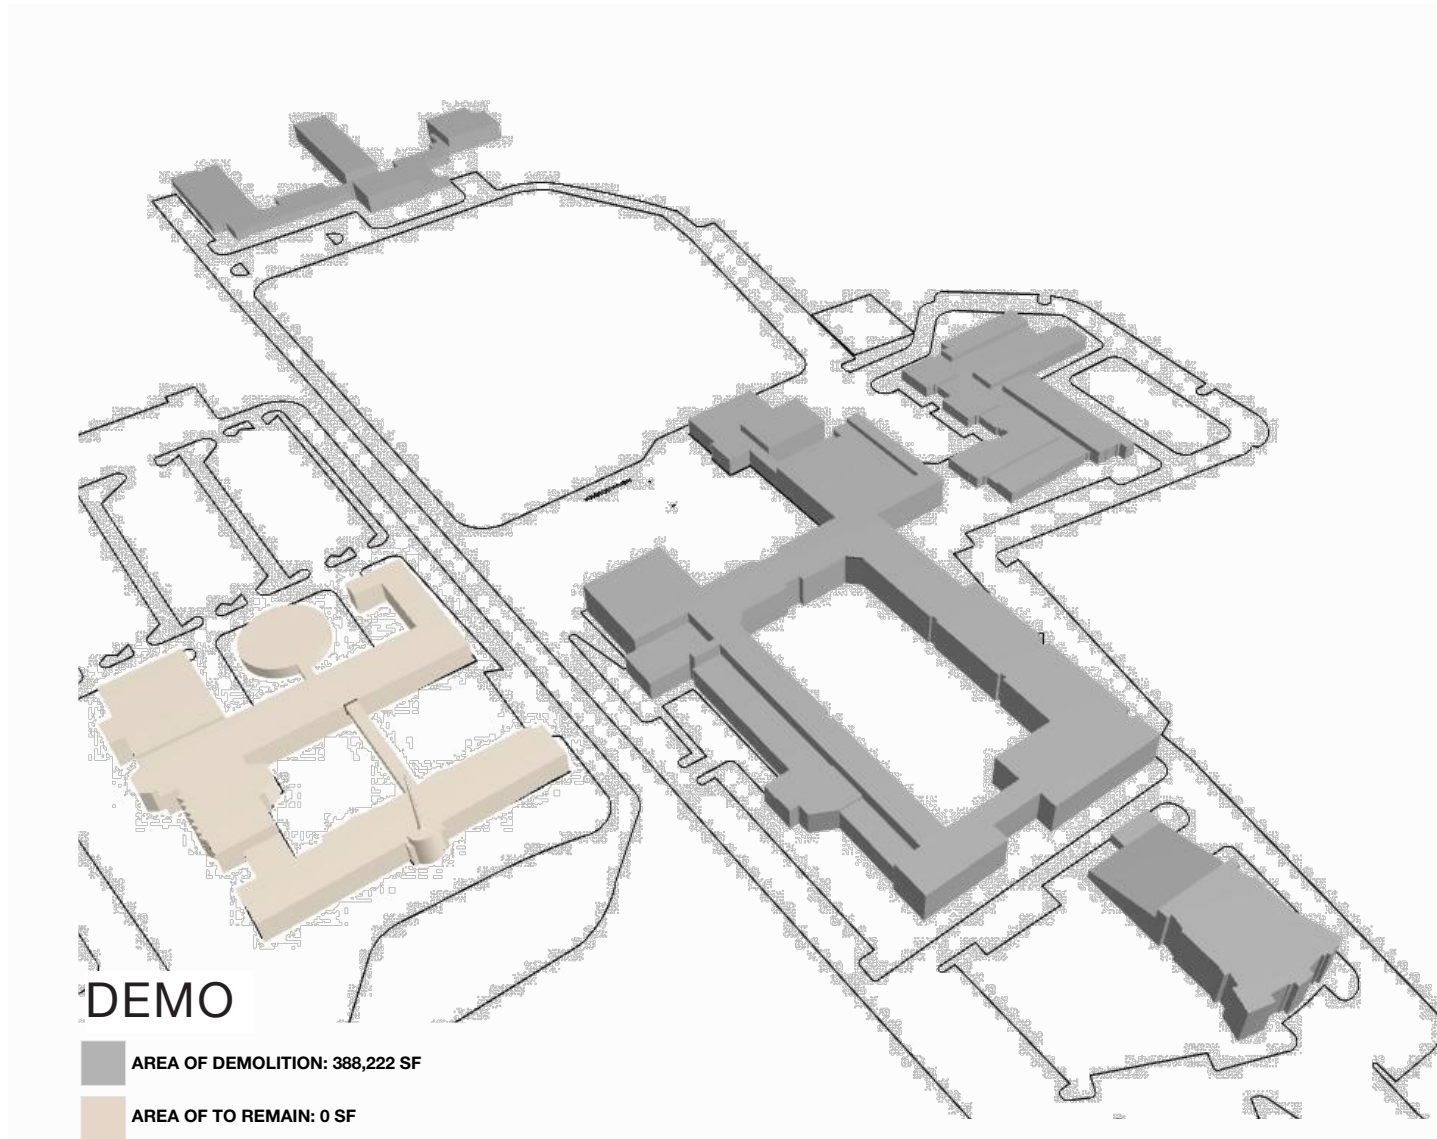 DEMO
AREA OF DEMOLITION: 388,222 SF
AREA OF TO REMAIN: 0 SF